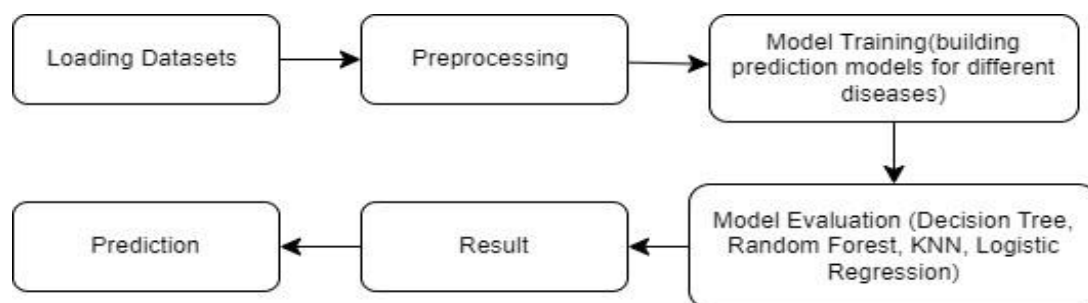 Loading Datasets
Preprocessing
Model Training(building
prediction models for different
diseases)
Model Evaluation (Decision Tree,
Random Forest, KNN, Logistic
Regression)
Result
Prediction